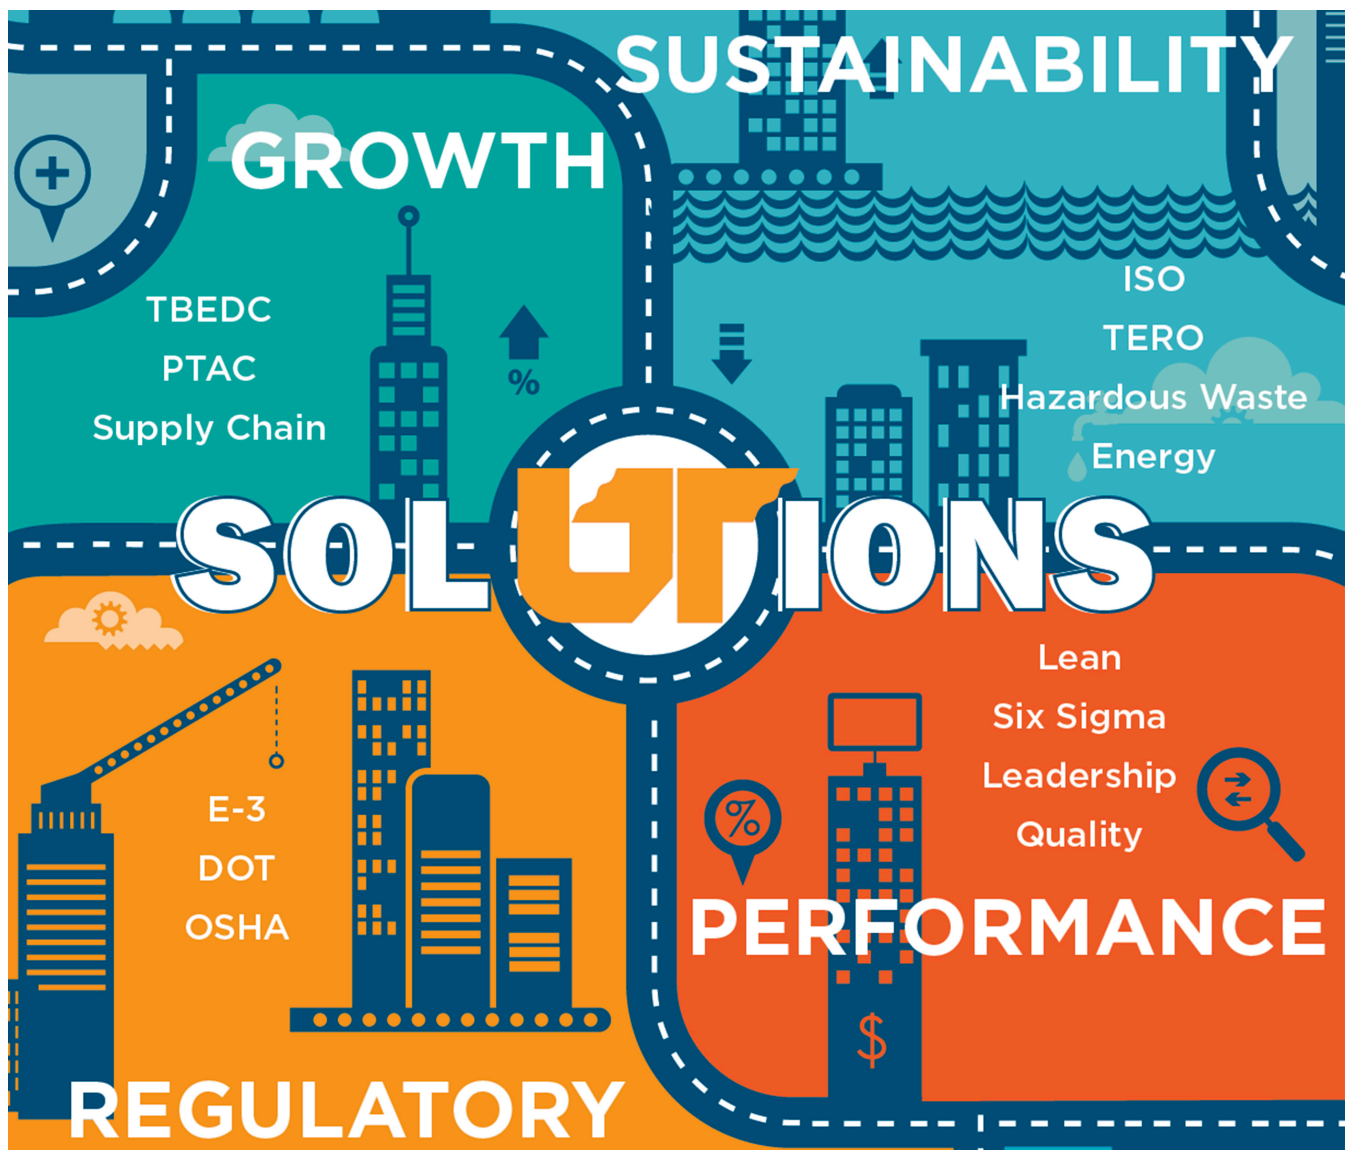 SUSTAINABILITY
GROWTH
TBEDC
PTAC
Supply Chain
%
ISO
TERO
Hazardous Waste
Energy
SOLUTIONS
E-3
DOT
OSHA
REGULATORY
Lean
Six Sigma
Leadership
Quality
%
PERFORMANCE
$